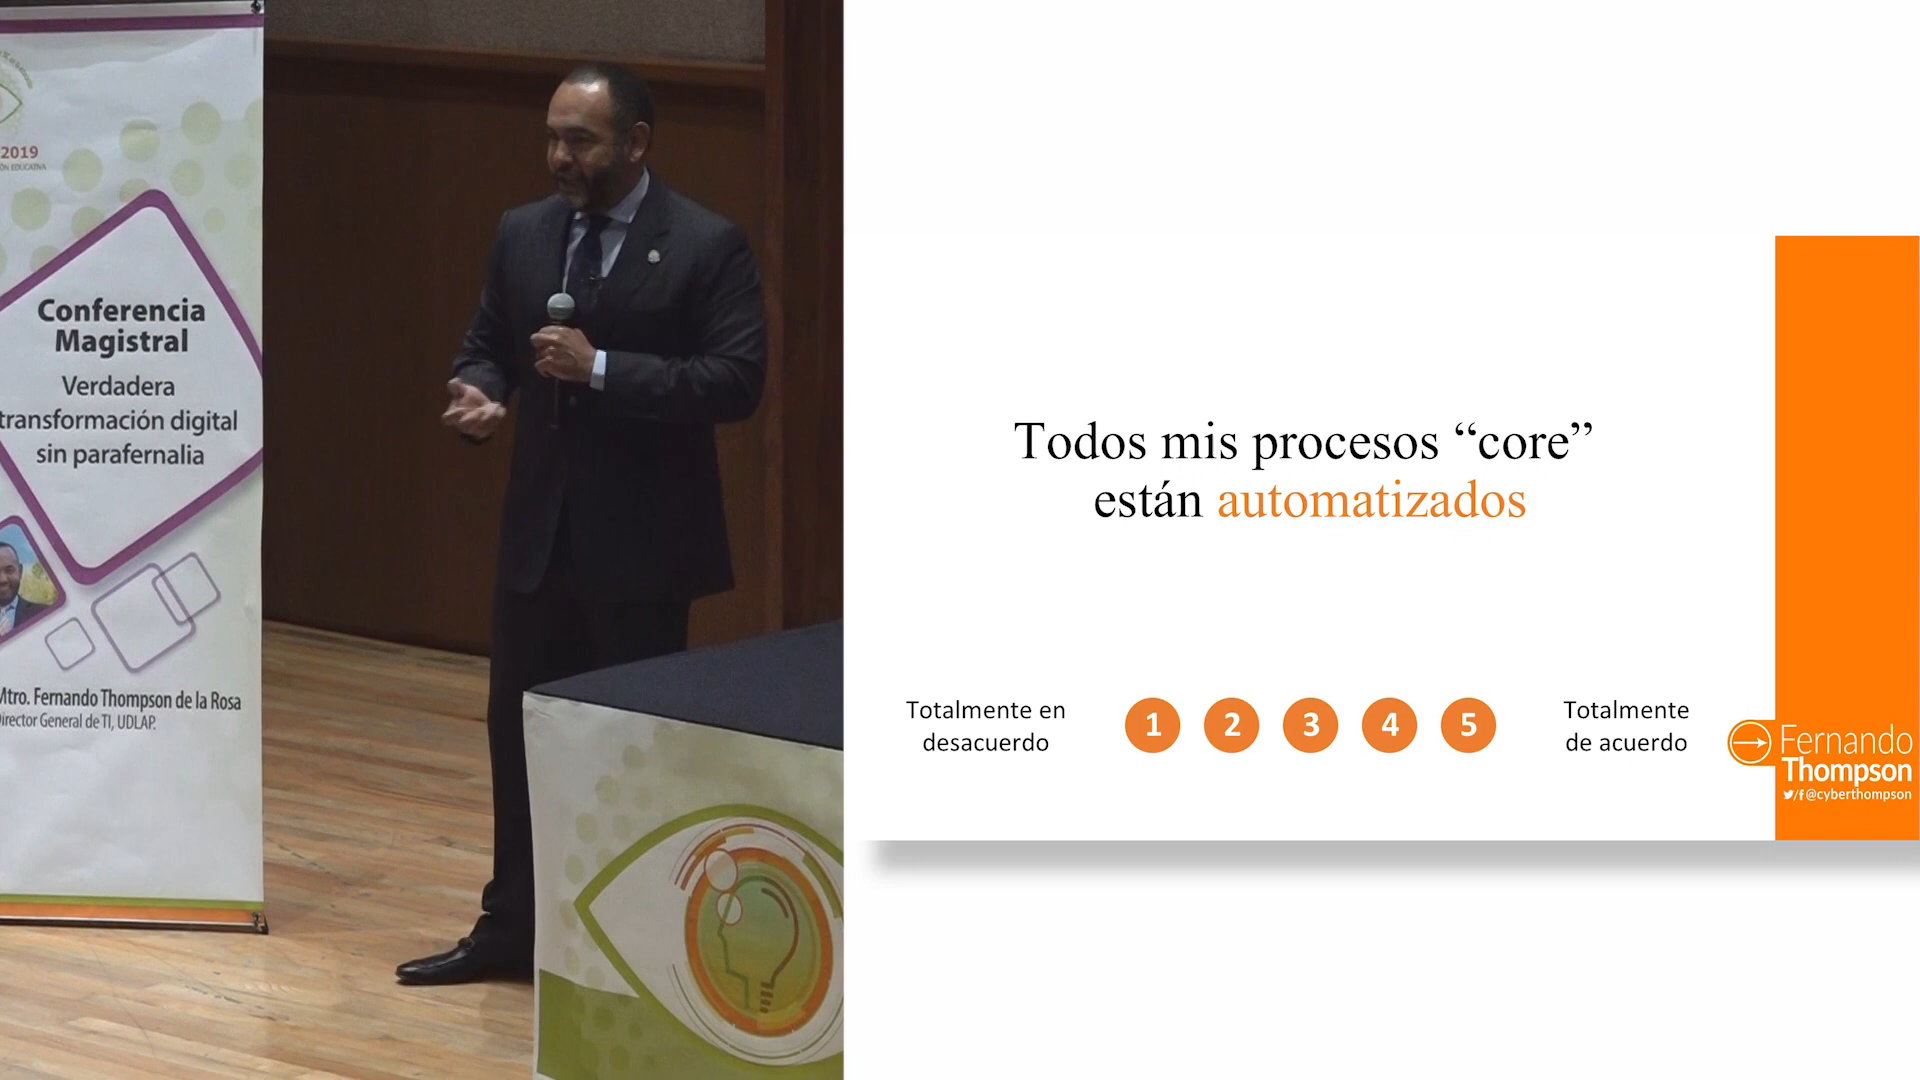 2019
Conferencia
Magistral
Verdadera
transformación digital
sin parafernalia
Mtro. Fernando Thompson de la Rosa
Director General de TI, UDLAP.
Todos mis procesos “core”
están automatizados
Totalmente en
desacuerdo
1 2 3 4 5
Totalmente
de acuerdo
Fernando
Thompson
/f @cyberthompson